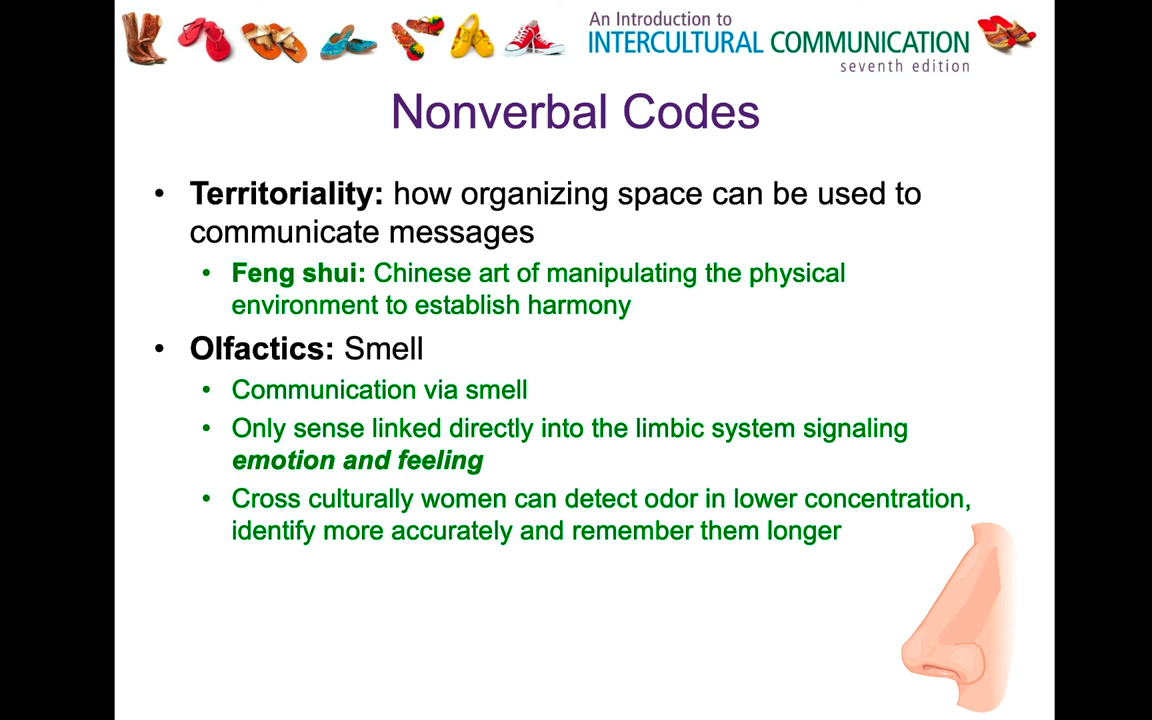 An Introduction to
INTERCULTURAL COMMUNICATION
seventh edition
Nonverbal Codes
• Territoriality: how organizing space can be used to
communicate messages
• Feng shui: Chinese art of manipulating the physical
environment to establish harmony
• Olfactics: Smell
• Communication via smell
• Only sense linked directly into the limbic system signaling
emotion and feeling
• Cross culturally women can detect odor in lower concentration,
identify more accurately and remember them longer